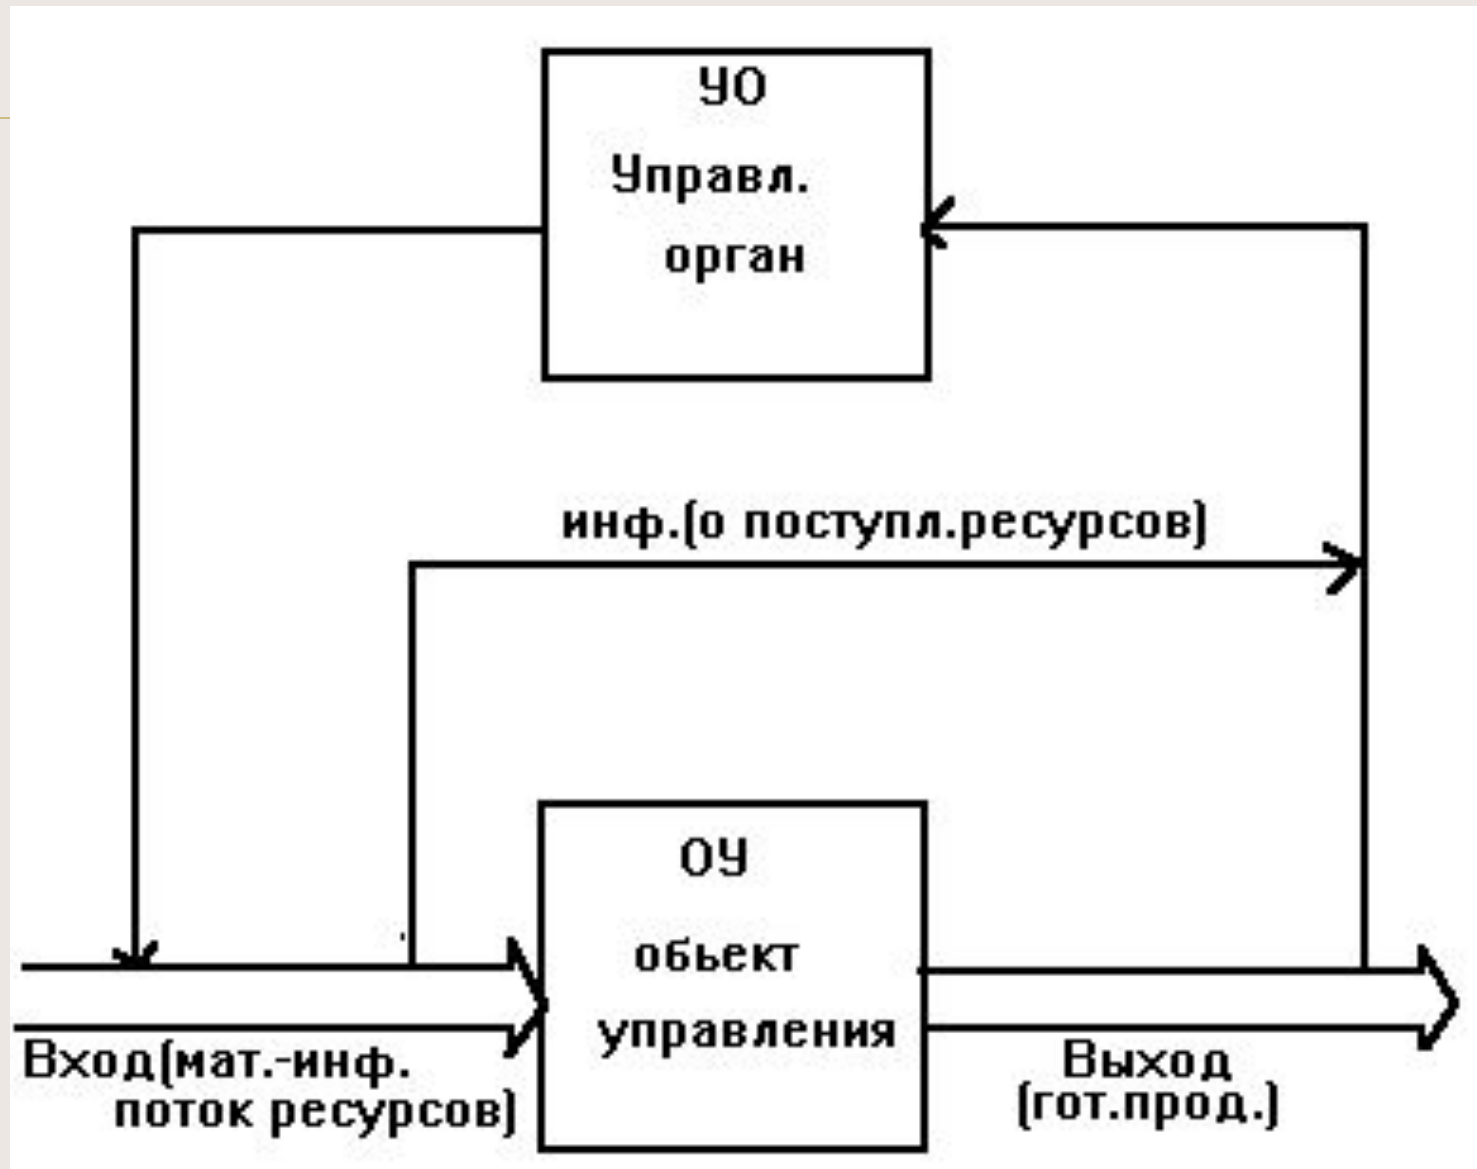 УО
Управл.
орган
инф.(о поступл.ресурсов)
ОУ
обьект
управления
Вход(мат.-инф.
поток ресурсов)
Выход
(гот.прод.)